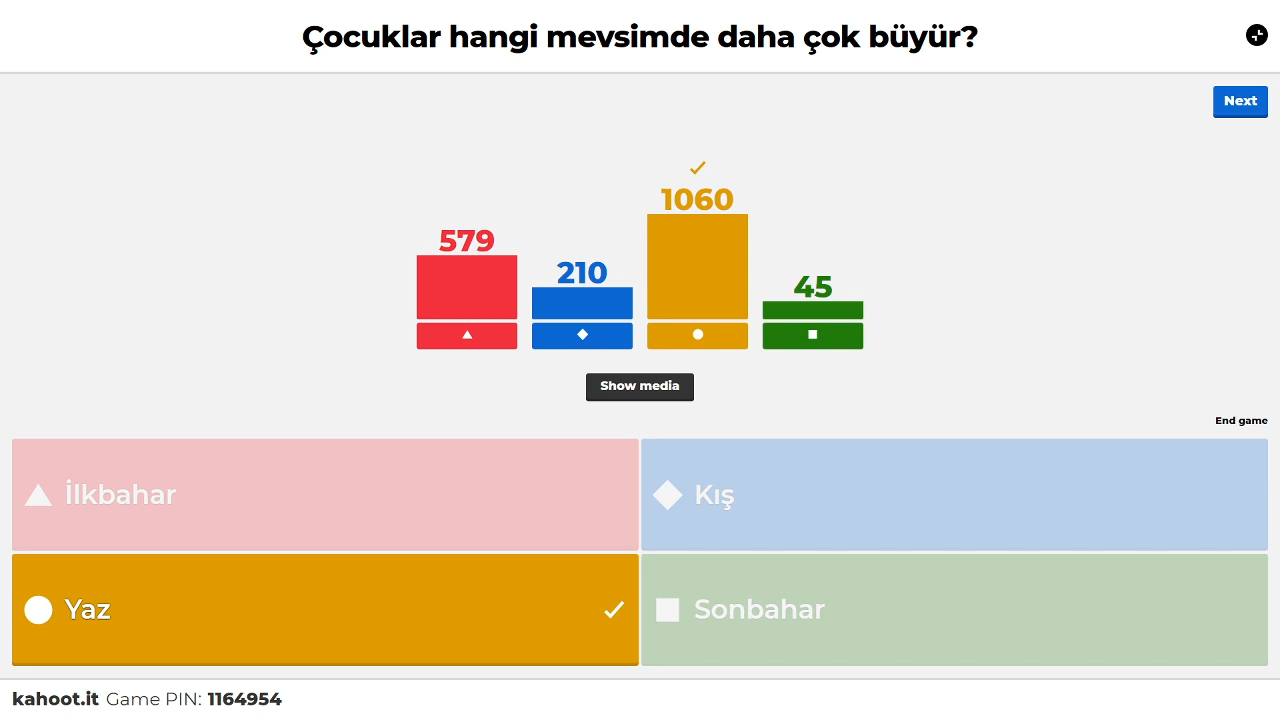 Çocuklar hangi mevsimde daha çok büyür?
Next
1060
579
210
45
Show media
End game
İlkbahar
Kış
Yaz
Sonbahar
kahoot.it Game PIN: 1164954